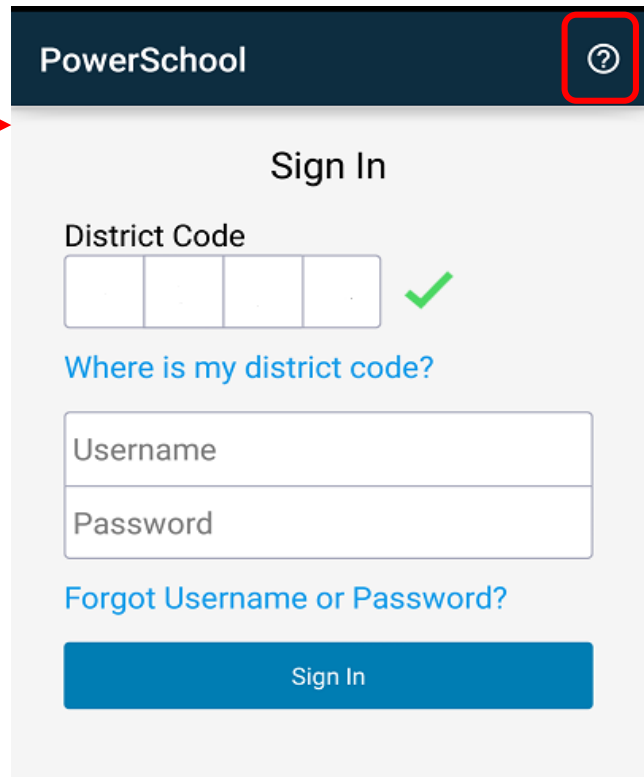 PowerSchool
Sign In
District Code
Where is my district code?
Username
Password
Forgot Username or Password?
Sign In